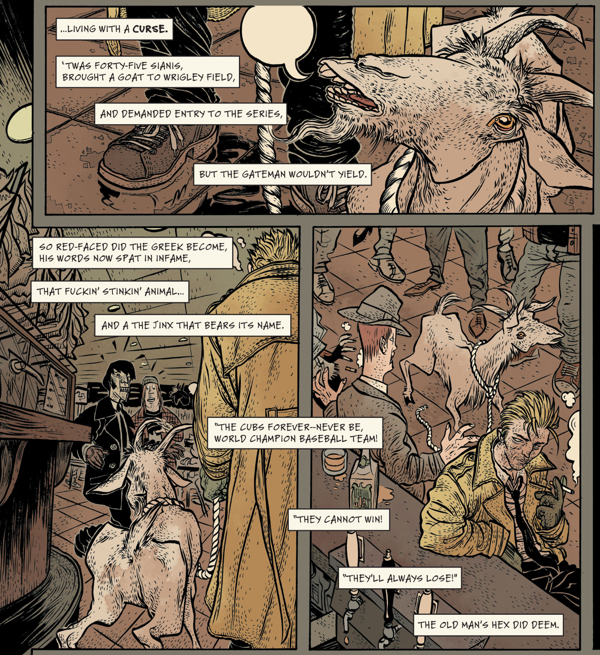 ...LIVING WITH A CURSE.
'TWAS FORTY-FIVE SIANIS,
BROUGHT A GOAT TO WRIGLEY FIELD,
AND DEMANDED ENTRY TO THE SERIES,
BUT THE GATEMAN WOULDN'T YIELD.
SO RED-FACED DID THE GREEK BECOME,
HIS WORDS NOW SPAT IN INFAME,
THAT FUCKIN' STINKIN' ANIMAL...
AND A THE JINX THAT BEARS ITS NAME.
"THE CUBS FOREVER--NEVER BE,
WORLD CHAMPION BASEBALL TEAM!
"THEY CANNOT WIN!
"THEY'LL ALWAYS LOSE!"
THE OLD MAN'S HEX DID DEEM.